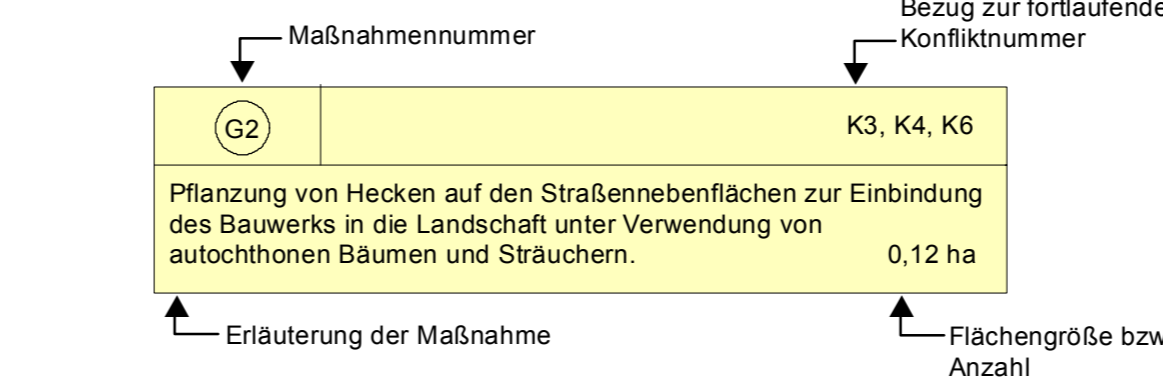 Bezug zur fortlaufende
Maßnahmennummer
Konfliktnummer
G2
K3, K4, K6
Pflanzung von Hecken auf den Straßennebenflächen zur Einbindung
des Bauwerks in die Landschaft unter Verwendung von
autochthonen Bäumen und Sträuchern.
0,12 ha
Erläuterung der Maßnahme
Flächengröße bzw
Anzahl